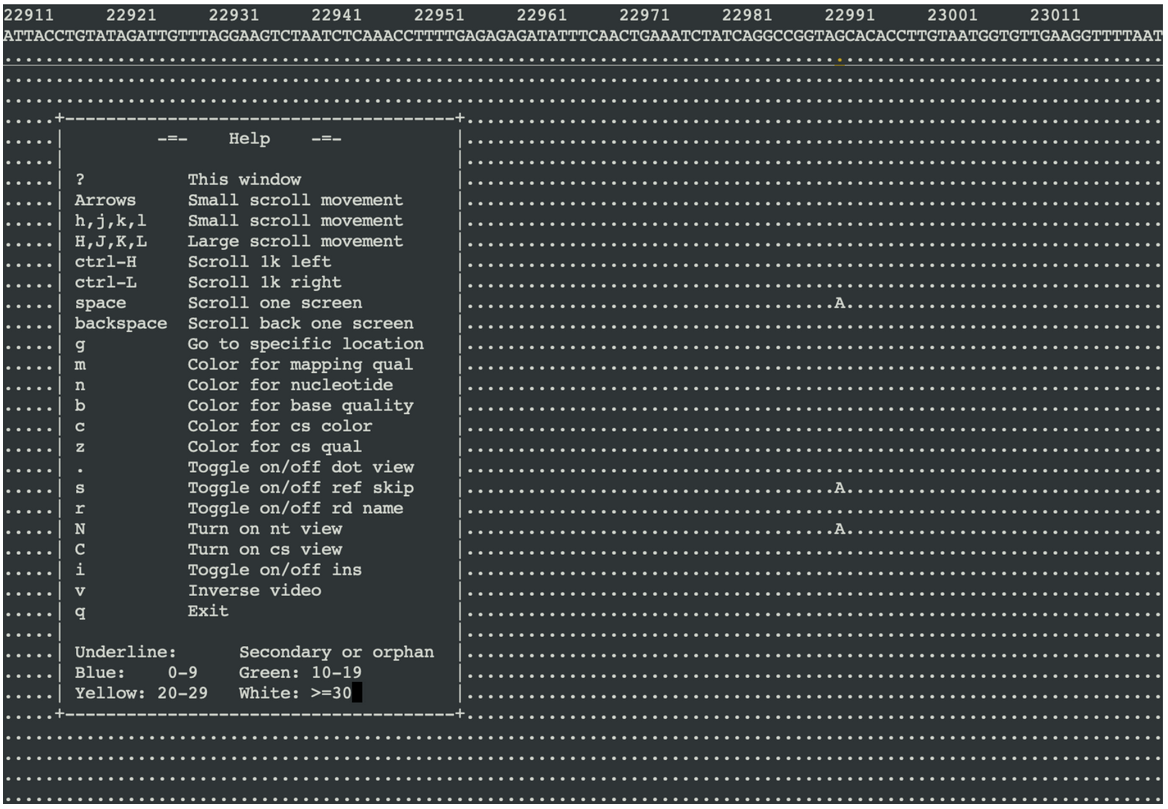 22911     22921     22931     22941     22951     22961     22971     22981     22991     23001     23011
ATTACCTGTATAGATTGTTTAGGAAGTCTAATCTCAAACCTTTTGAGAGAGATATTTCAACTGAAATCTATCAGGCCGGTAGCACACCTTGTAATGGTGTTGAAGGTTTTAAT
-=-    Help    -=-
?          This window
Arrows     Small scroll movement
h,j,k,l    Small scroll movement
H,J,K,L    Large scroll movement
ctrl-H     Scroll 1k left
ctrl-L     Scroll 1k right
space      Scroll one screen    A
backspace  Scroll back one screen
g          Go to specific location
m          Color for mapping qual
n          Color for nucleotide
b          Color for base quality
c          Color for cs color
z          Color for cs qual
.          Toggle on/off dot view
s          Toggle on/off ref skip    A
r          Toggle on/off rd name
N          Turn on nt view    A
C          Turn on cs view
i          Toggle on/off ins
v          Inverse video
q          Exit
Underline:      Secondary or orphan
Blue:    0-9    Green: 10-19
Yellow: 20-29   White: >=30